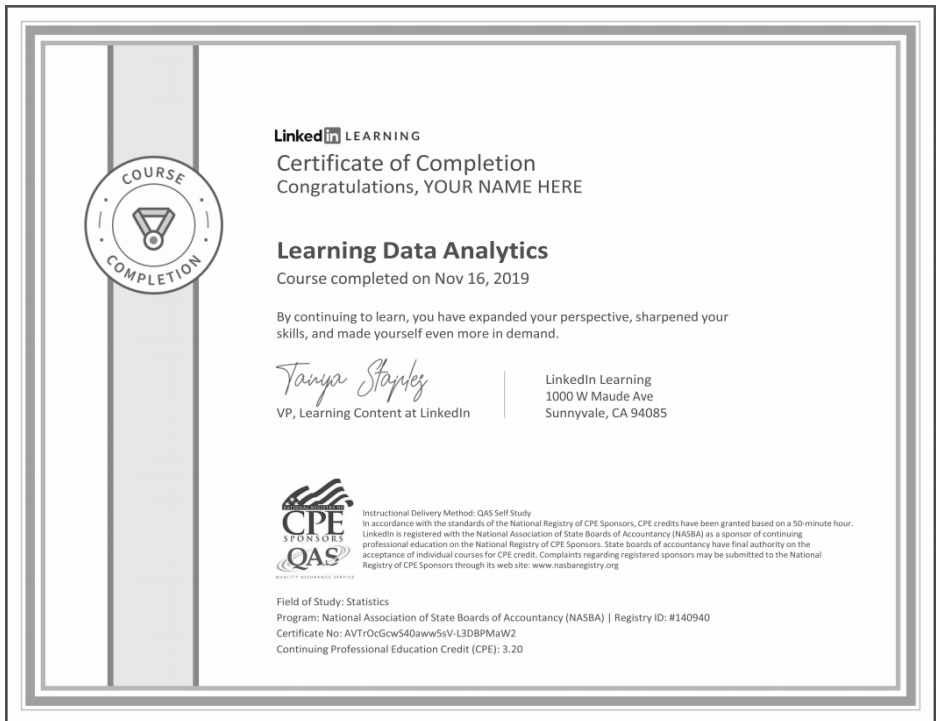 COURSE
COMPLETION
Linked in LEARNING
Certificate of Completion
Congratulations, YOUR NAME HERE
Learning Data Analytics
Course completed on Nov 16, 2019
By continuing to learn, you have expanded your perspective, sharpened your
skills, and made yourself even more in demand.
Tanya Staples
VP, Learning Content at LinkedIn
LinkedIn Learning
1000 W Maude Ave
Sunnyvale, CA 94085
CPE
SPONSORS
QAS
QUALITY ASSURANCE SERVICE
Instructional Delivery Method: QAS Self Study
In accordance with the standards of the National Registry of CPE Sponsors, CPE credits have been granted based on a 50-minute hour.
LinkedIn is registered with the National Association of State Boards of Accountancy (NASBA) as a sponsor of continuing
professional education on the National Registry of CPE Sponsors. State boards of accountancy have final authority on the
acceptance of individual courses for CPE credit. Complaints regarding registered sponsors may be submitted to the National
Registry of CPE Sponsors through its web site: www.nasbaregistry.org
Field of Study: Statistics
Program: National Association of State Boards of Accountancy (NASBA) | Registry ID: #140940
Certificate No: AVTrOcGcwS40aww5sV-L3DBPMaW2
Continuing Professional Education Credit (CPE): 3.20